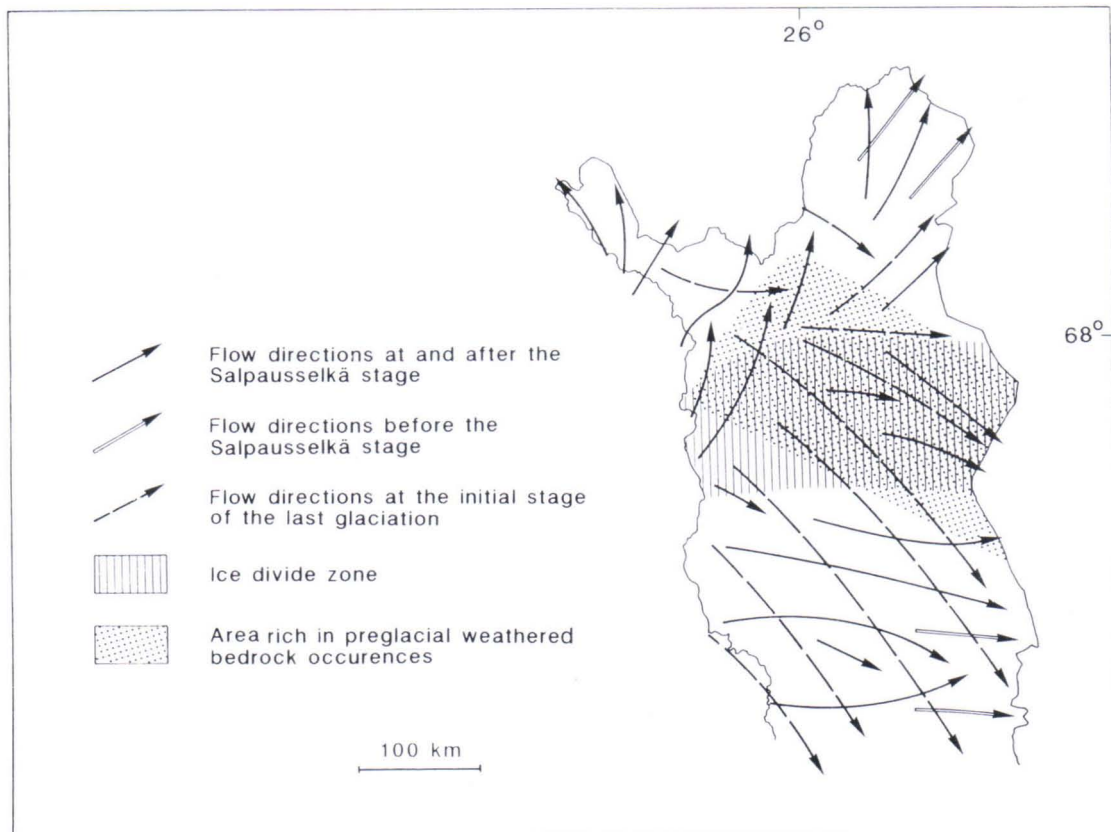 26°
68°
Flow directions at and after the
Salpausselkä stage
Flow directions before the
Salpausselkä stage
Flow directions at the initial stage
of the last glaciation
Ice divide zone
Area rich in preglacial weathered
bedrock occurences
100 km